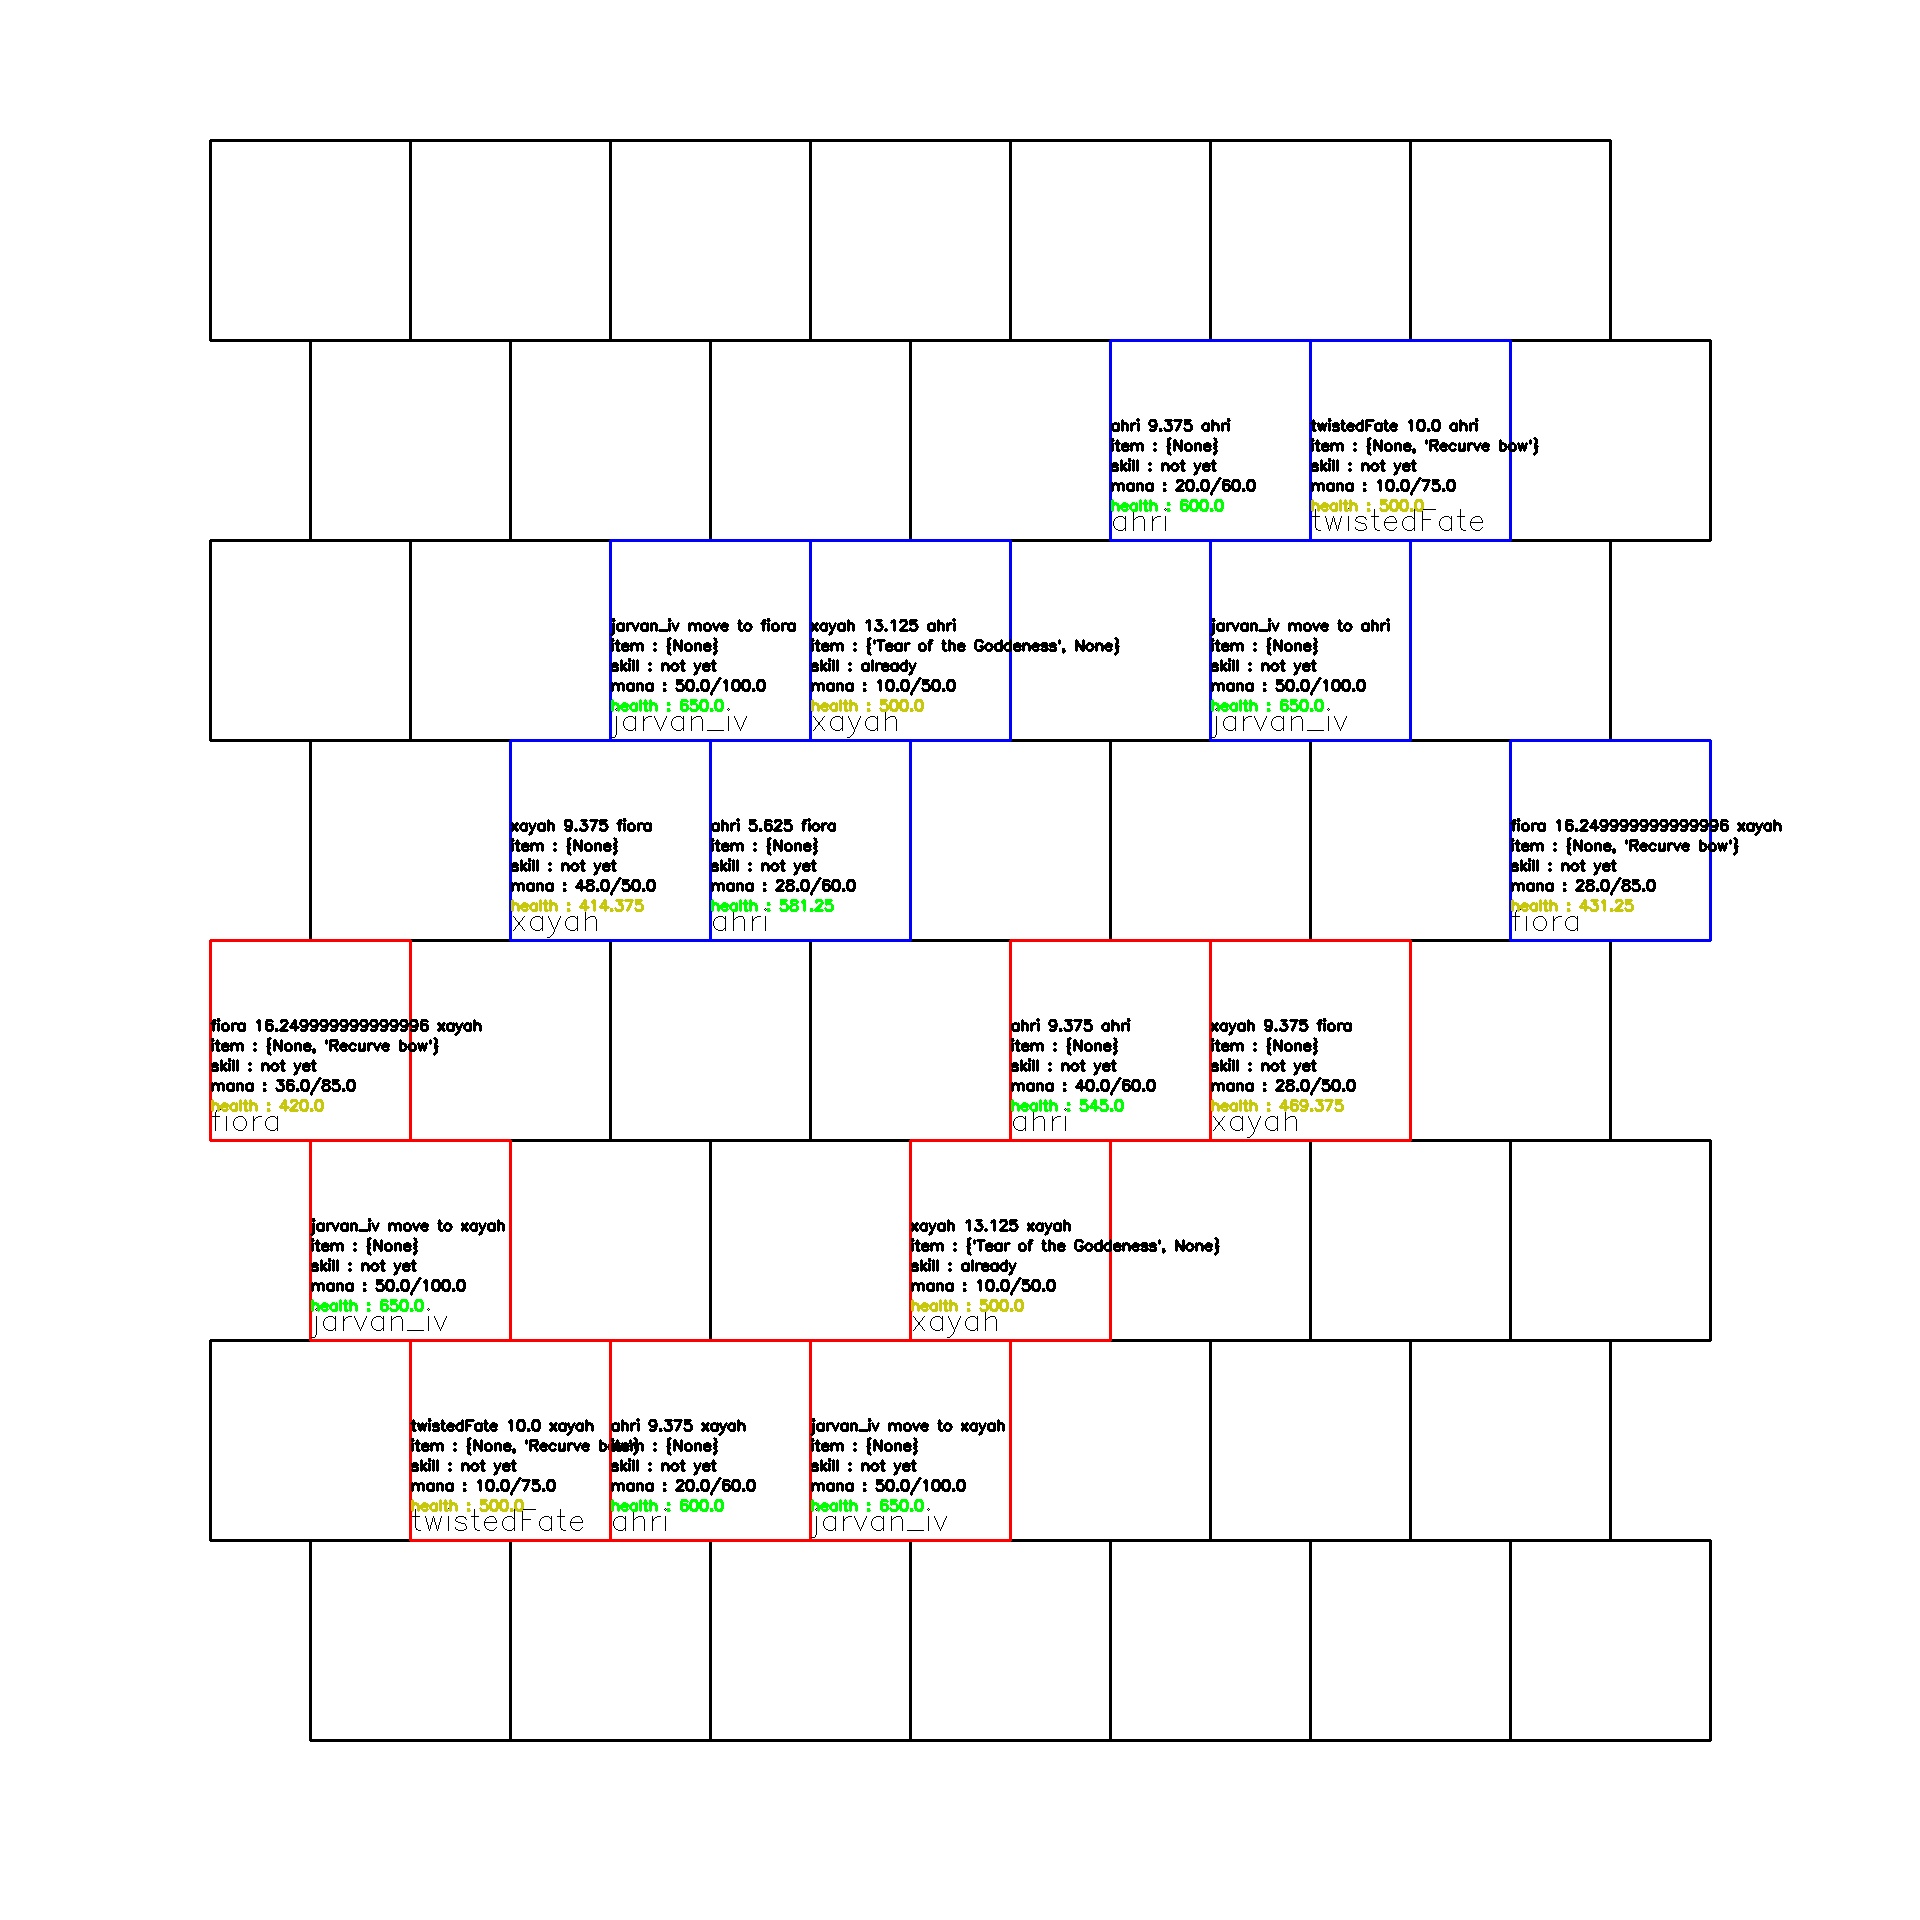 ahri 9.375 ahri
item : {None}
skill : not yet
mana : 20.0/60.0
health : 600.0
ahri
twistedFate 10.0 ahri
item : {None, 'Recurve bow'}
skill : not yet
mana : 10.0/75.0
health : 500.0
twistedFate
jarvan_iv move to fiora
item : {None}
skill : not yet
mana : 50.0/100.0
health : 650.0
jarvan_iv
xayah 13.125 ahri
item : {'Tear of the Goddeness', None}
skill : already
mana : 10.0/50.0
health : 500.0
xayah
jarvan_iv move to ahri
item : {None}
skill : not yet
mana : 50.0/100.0
health : 650.0
jarvan_iv
xayah 9.375 fiora
item : {None}
skill : not yet
mana : 48.0/50.0
health : 414.375
xayah
ahri 5.625 fiora
item : {None}
skill : not yet
mana : 28.0/60.0
health : 581.25
ahri
fiora 16.249999999999996 xayah
item : {None, 'Recurve bow'}
skill : not yet
mana : 28.0/85.0
health : 431.25
fiora
fiora 16.249999999999996 xayah
item : {None, 'Recurve bow'}
skill : not yet
mana : 36.0/85.0
health : 420.0
fiora
ahri 9.375 ahri
item : {None}
skill : not yet
mana : 40.0/60.0
health : 545.0
ahri
xayah 9.375 fiora
item : {None}
skill : not yet
mana : 28.0/50.0
health : 469.375
xayah
jarvan_iv move to xayah
item : {None}
skill : not yet
mana : 50.0/100.0
health : 650.0
jarvan_iv
xayah 13.125 xayah
item : {'Tear of the Goddeness', None}
skill : already
mana : 10.0/50.0
health : 500.0
xayah
twistedFate 10.0 xayah
item : {None, 'Recurve bow'}
skill : not yet
mana : 10.0/75.0
health : 500.0
twistedFate
ahri 9.375 xayah
item : {None}
skill : not yet
mana : 20.0/60.0
health : 600.0
ahri
jarvan_iv move to xayah
item : {None}
skill : not yet
mana : 50.0/100.0
health : 650.0
jarvan_iv